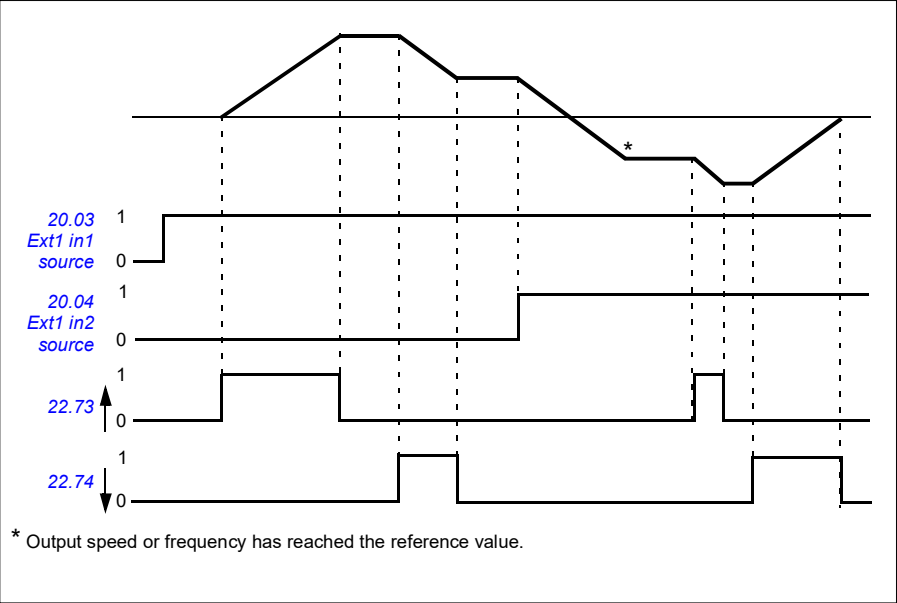 *
20.03
Ext1 in1
source
1
0
20.04
Ext1 in2
source
1
0
22.73
1
0
22.74
1
0
* Output speed or frequency has reached the reference value.